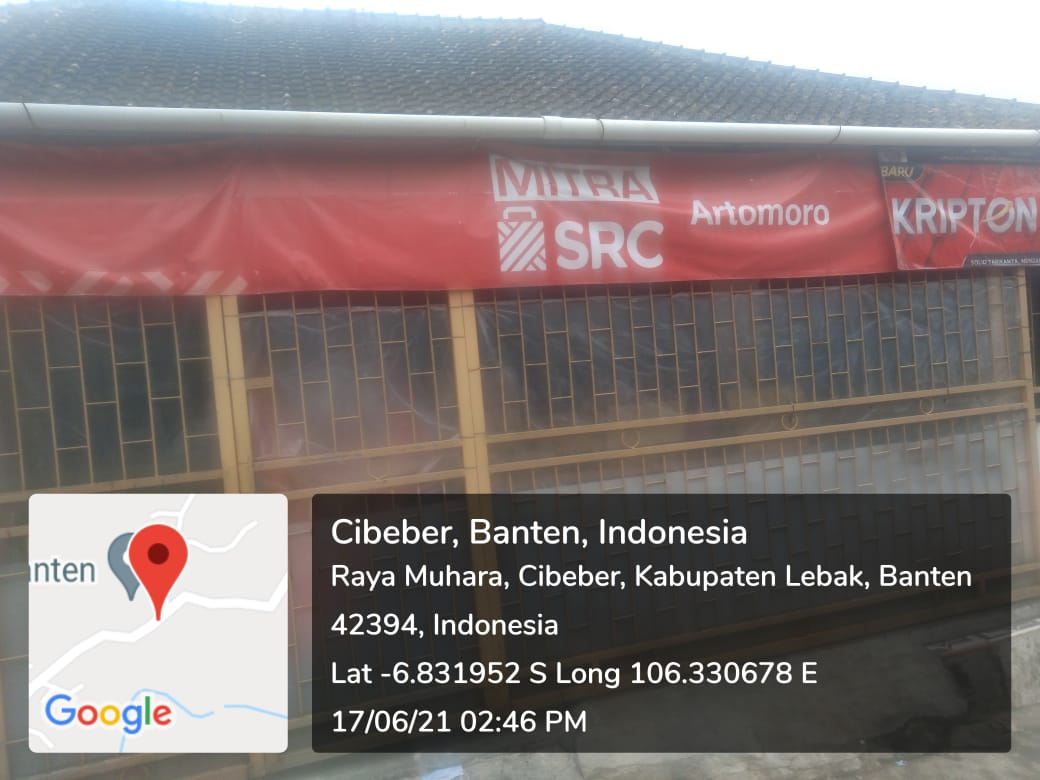 MITRA
SRC
Artomoro
BARU
KRIPTON
nten
Google
Cibeber, Banten, Indonesia
Raya Muhara, Cibeber, Kabupaten Lebak, Banten
42394, Indonesia
Lat -6.831952 S Long 106.330678 E
17/06/21 02:46 PM